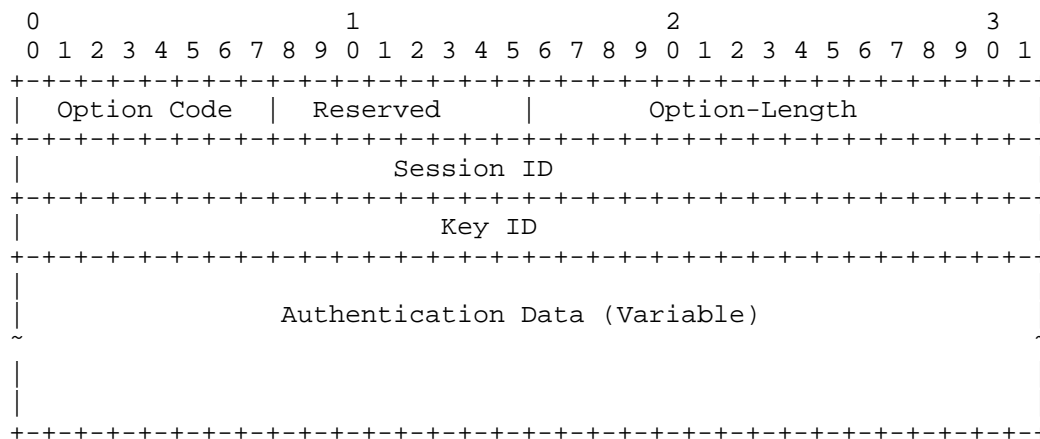 0                   1                   2                   3
 0 1 2 3 4 5 6 7 8 9 0 1 2 3 4 5 6 7 8 9 0 1 2 3 4 5 6 7 8 9 0 1
+-+-+-+-+-+-+-+-+-+-+-+-+-+-+-+-+-+-+-+-+-+-+-+-+-+-+-+-+-+-+-+-+-
|  Option Code  |  Reserved     |       Option-Length           |
+-+-+-+-+-+-+-+-+-+-+-+-+-+-+-+-+-+-+-+-+-+-+-+-+-+-+-+-+-+-+-+-+-
|                       Session ID                              |
+-+-+-+-+-+-+-+-+-+-+-+-+-+-+-+-+-+-+-+-+-+-+-+-+-+-+-+-+-+-+-+-+-
|                          Key ID                               |
+-+-+-+-+-+-+-+-+-+-+-+-+-+-+-+-+-+-+-+-+-+-+-+-+-+-+-+-+-+-+-+-+-
|                                                               |
|                Authentication Data (Variable)                 |
~                                                               ~
|                                                               |
|                                                               |
+-+-+-+-+-+-+-+-+-+-+-+-+-+-+-+-+-+-+-+-+-+-+-+-+-+-+-+-+-+-+-+-+-